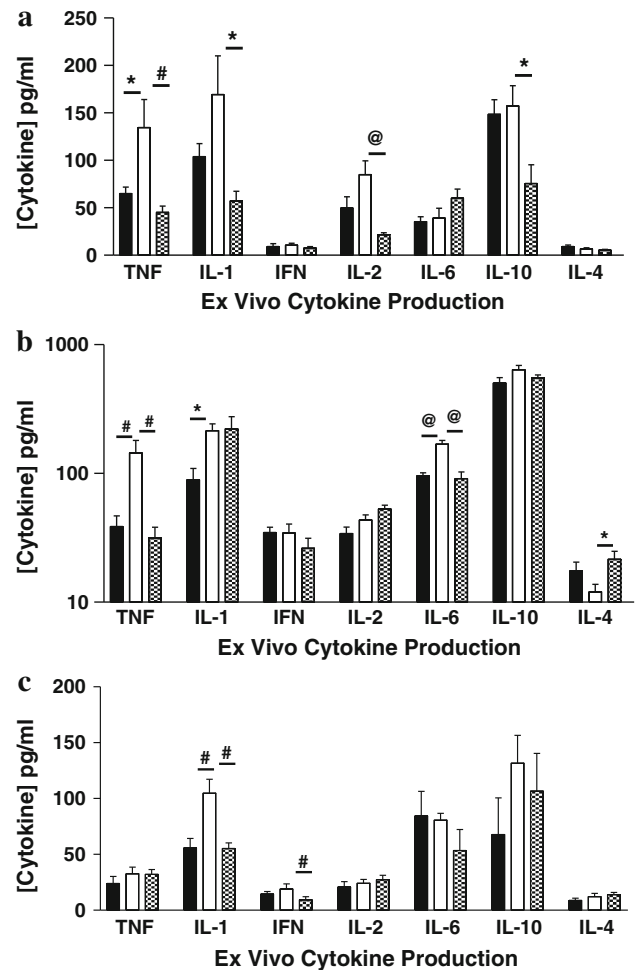 a
250
200
150
100
50
0
[Cytokine] pg/ml
* # * @ *
TNF IL-1 IFN IL-2 IL-6 IL-10 IL-4
Ex Vivo Cytokine Production
b
1000
100
10
[Cytokine] pg/ml
# # * @ @ *
TNF IL-1 IFN IL-2 IL-6 IL-10 IL-4
Ex Vivo Cytokine Production
c
200
150
100
50
0
[Cytokine] pg/ml
# # #
TNF IL-1 IFN IL-2 IL-6 IL-10 IL-4
Ex Vivo Cytokine Production